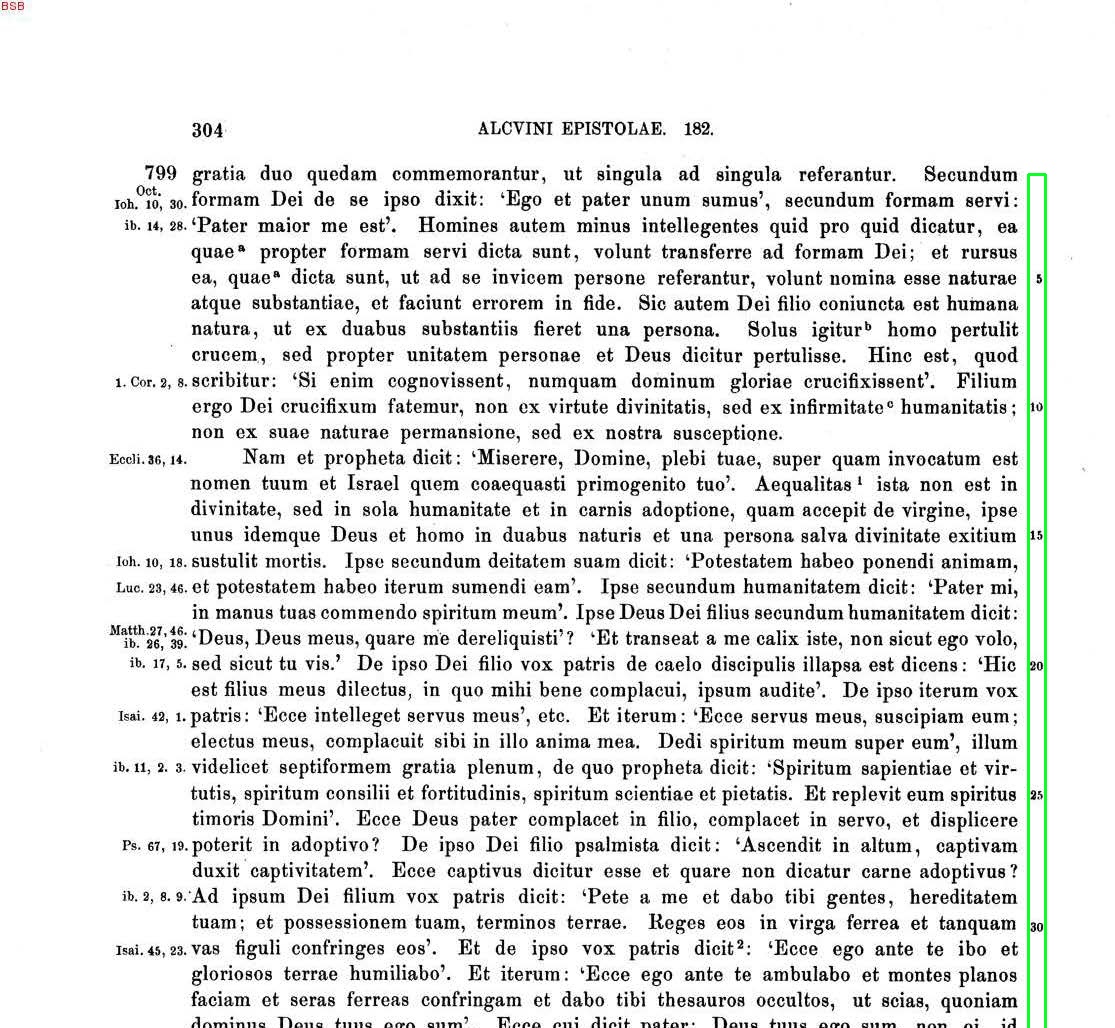 BSB
304 ALCVINI EPISTOLAE. 182.
799 gratia duo quedam commemorantur, ut singula ad singula referantur. Secundum
Oct.
Ioh. 10, 30. formam Dei de se ipso dixit: ‘Ego et pater unum sumus’, secundum formam servi:
ib. 14, 28. ‘Pater maior me est’. Homines autem minus intellegentes quid pro quid dicatur, ea
quaeᵃ propter formam servi dicta sunt, volunt transferre ad formam Dei; et rursus
ea, quaeᵃ dicta sunt, ut ad se invicem persone referantur, volunt nomina esse naturae 5
atque substantiae, et faciunt errorem in fide. Sic autem Dei filio coniuncta est humana
natura, ut ex duabus substantiis fieret una persona. Solus igiturᵇ homo pertulit
crucem, sed propter unitatem personae et Deus dicitur pertulisse. Hinc est, quod
1. Cor. 2, 8. scribitur: ‘Si enim cognovissent, numquam dominum gloriae crucifixissent’. Filium
ergo Dei crucifixum fatemur, non ex virtute divinitatis, sed ex infirmitateᶜ humanitatis; 10
non ex suae naturae permansione, sed ex nostra susceptione.
Eccli. 36, 14. Nam et propheta dicit: ‘Miserere, Domine, plebi tuae, super quam invocatum est
nomen tuum et Israel quem coaequasti primogenito tuo’. Aequalitas¹ ista non est in
divinitate, sed in sola humanitate et in carnis adoptione, quam accepit de virgine, ipse
unus idemque Deus et homo in duabus naturis et una persona salva divinitate exitium 15
Ioh. 10, 18. sustulit mortis. Ipse secundum deitatem suam dicit: ‘Potestatem habeo ponendi animam,
Luc. 23, 46. et potestatem habeo iterum sumendi eam’. Ipse secundum humanitatem dicit: ‘Pater mi,
in manus tuas commendo spiritum meum’. Ipse Deus Dei filius secundum humanitatem dicit:
Matth. 27, 46.
ib. 26, 39. ‘Deus, Deus meus, quare me dereliquisti’? ‘Et transeat a me calix iste, non sicut ego volo,
ib. 17, 5. sed sicut tu vis.’ De ipso Dei filio vox patris de caelo discipulis illapsa est dicens: ‘Hic 20
est filius meus dilectus, in quo mihi bene complacui, ipsum audite’. De ipso iterum vox
Isai. 42, 1. patris: ‘Ecce intelleget servus meus’, etc. Et iterum: ‘Ecce servus meus, suscipiam eum;
electus meus, complacuit sibi in illo anima mea. Dedi spiritum meum super eum’, illum
ib. 11, 2. 3. videlicet septiformem gratia plenum, de quo propheta dicit: ‘Spiritum sapientiae et vir-
tutis, spiritum consilii et fortitudinis, spiritum scientiae et pietatis. Et replevit eum spiritus 25
timoris Domini’. Ecce Deus pater complacet in filio, complacet in servo, et displicere
Ps. 67, 19. poterit in adoptivo? De ipso Dei filio psalmista dicit: ‘Ascendit in altum, captivam
duxit captivitatem’. Ecce captivus dicitur esse et quare non dicatur carne adoptivus?
ib. 2, 8. 9. Ad ipsum Dei filium vox patris dicit: ‘Pete a me et dabo tibi gentes, hereditatem
tuam; et possessionem tuam, terminos terrae. Reges eos in virga ferrea et tanquam 30
Isai. 45, 23. vas figuli confringes eos’. Et de ipso vox patris dicit²: ‘Ecce ego ante te ibo et
gloriosos terrae humiliabo’. Et iterum: ‘Ecce ego ante te ambulabo et montes planos
faciam et seras ferreas confringam et dabo tibi thesauros occultos, ut scias, quoniam
dominus Deus tuus ego sum’. Ecce cui dicit pater: Deus tuus ego sum, non ei, id